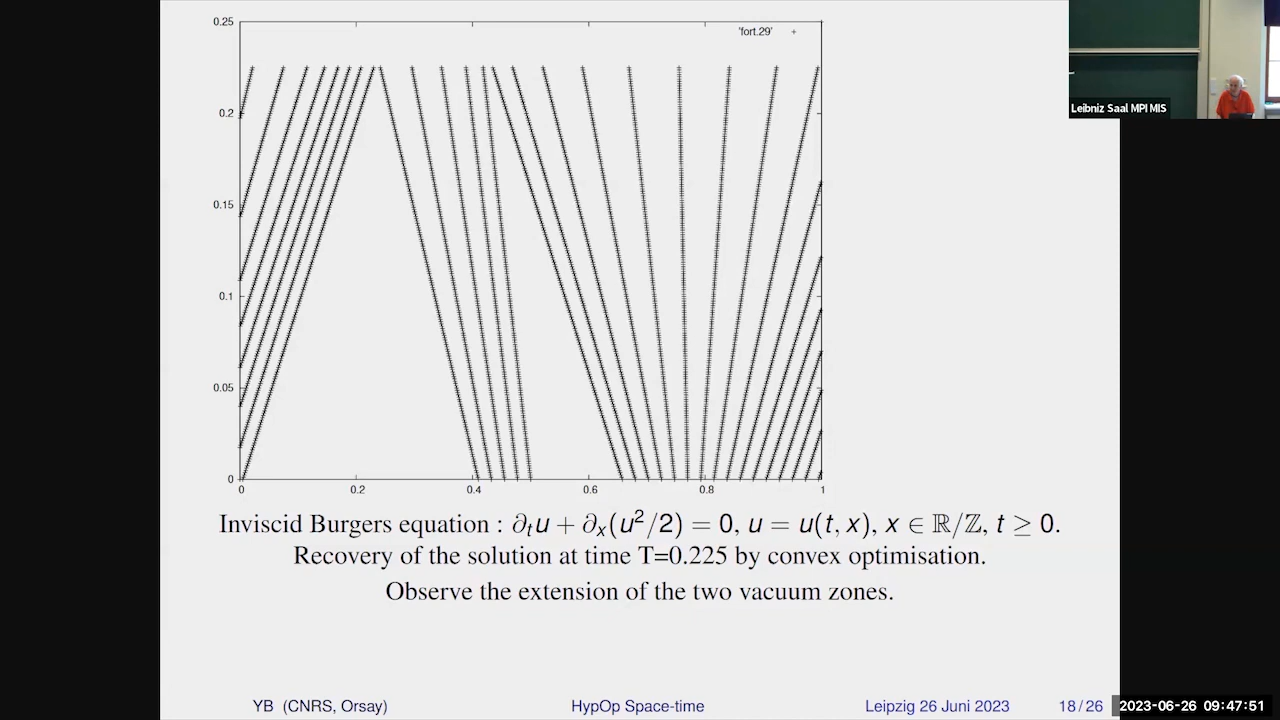 0.25
'fort.29'
0.2
0.15
0.1
0.05
0
0 0.2 0.4 0.6 0.8 1
Inviscid Burgers equation : ∂ₜu + ∂ₓ(u²/2) = 0, u = u(t, x), x ∈ ℝ/ℤ, t ≥ 0.
Recovery of the solution at time T=0.225 by convex optimisation.
Observe the extension of the two vacuum zones.
YB (CNRS, Orsay) HypOp Space-time Leipzig 26 Juni 2023 18 / 26
Leibniz Saal MPI MIS
2023-06-26 09:47:51